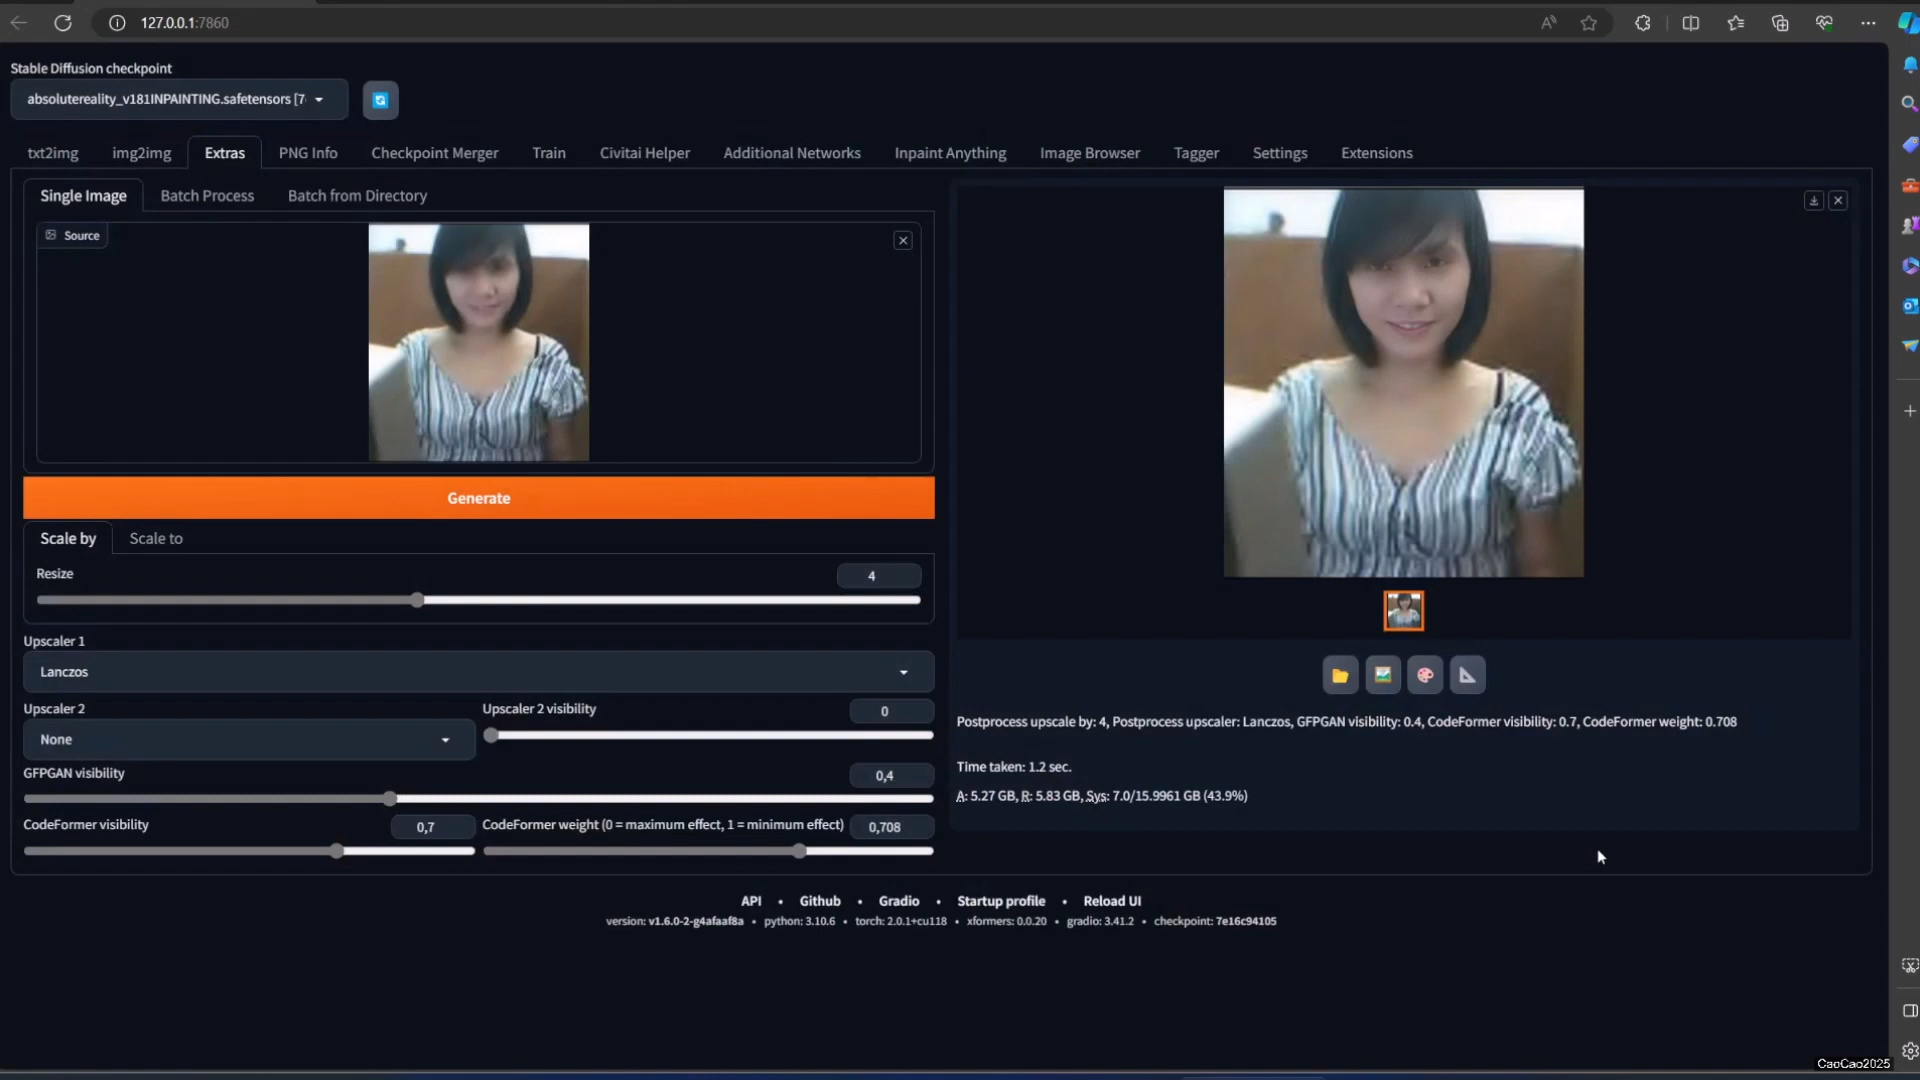 127.0.0.1:7860
Stable Diffusion checkpoint
absolutereality_v181INPAINTING.safetensors [7
txt2img img2img Extras PNG Info Checkpoint Merger Train Civitai Helper Additional Networks Inpaint Anything Image Browser Tagger Settings Extensions
Single Image Batch Process Batch from Directory
Source
Generate
Scale by Scale to
Resize 4
Upscaler 1
Lanczos
Upscaler 2 Upscaler 2 visibility 0
None
GFPGAN visibility 0,4
CodeFormer visibility 0,7 CodeFormer weight (0 = maximum effect, 1 = minimum effect) 0,708
Postprocess upscale by: 4, Postprocess upscaler: Lanczos, GFPGAN visibility: 0.4, CodeFormer visibility: 0.7, CodeFormer weight: 0.708
Time taken: 1.2 sec.
A: 5.27 GB, R: 5.83 GB, Sys: 7.0/15.9961 GB (43.9%)
API • Github • Gradio • Startup profile • Reload UI
version: v1.6.0-2-g4afaaf8a • python: 3.10.6 • torch: 2.0.1+cu118 • xformers: 0.0.20 • gradio: 3.41.2 • checkpoint: 7e16c94105
CaoCao2025